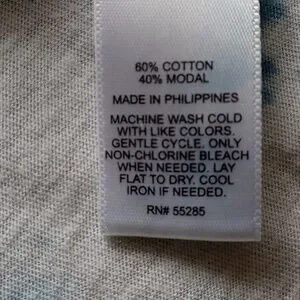 60% COTTON
40% MODAL
MADE IN PHILIPPINES
MACHINE WASH COLD
WITH LIKE COLORS.
GENTLE CYCLE. ONLY
NON-CHLORINE BLEACH
WHEN NEEDED. LAY
FLAT TO DRY. COOL
IRON IF NEEDED.
RN# 55285